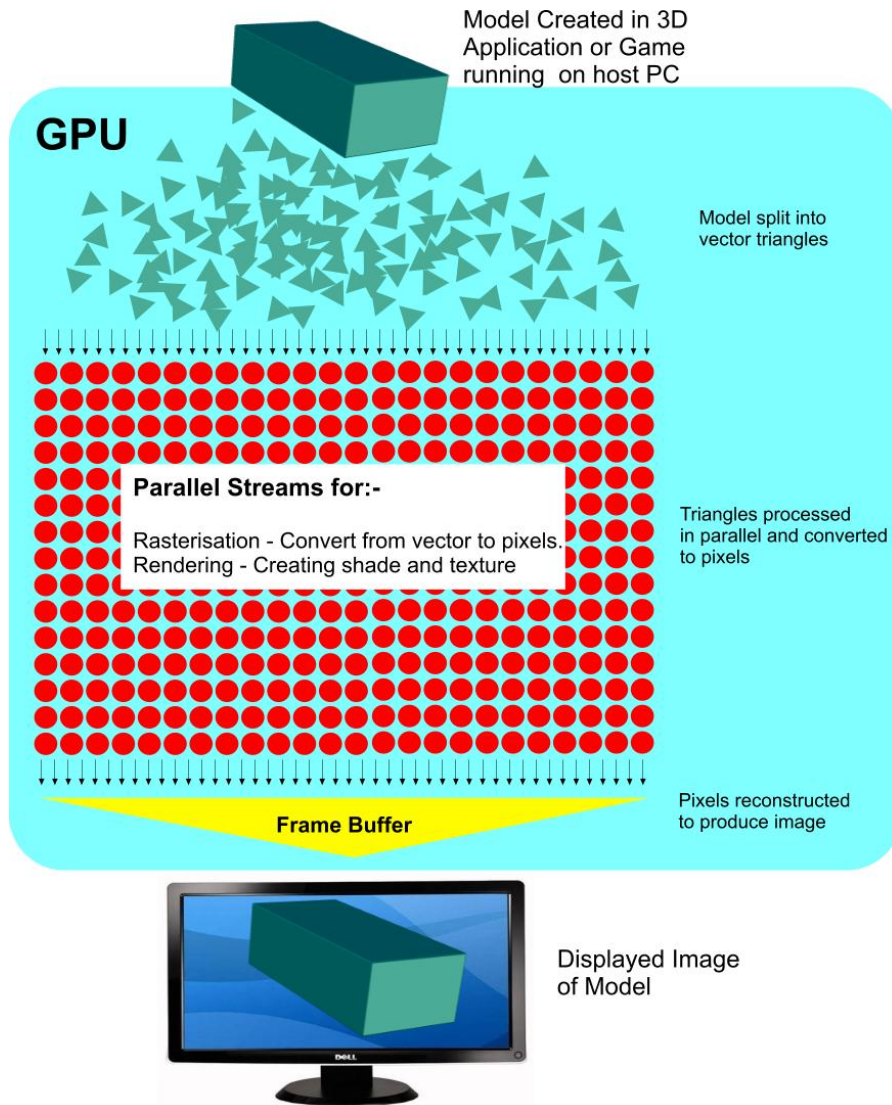 Model Created in 3D
Application or Game
running on host PC
GPU
Model split into
vector triangles
Parallel Streams for:-
Rasterisation - Convert from vector to pixels.
Rendering - Creating shade and texture
Triangles processed
in parallel and converted
to pixels
Pixels reconstructed
to produce image
Frame Buffer
Displayed Image
of Model
DELL